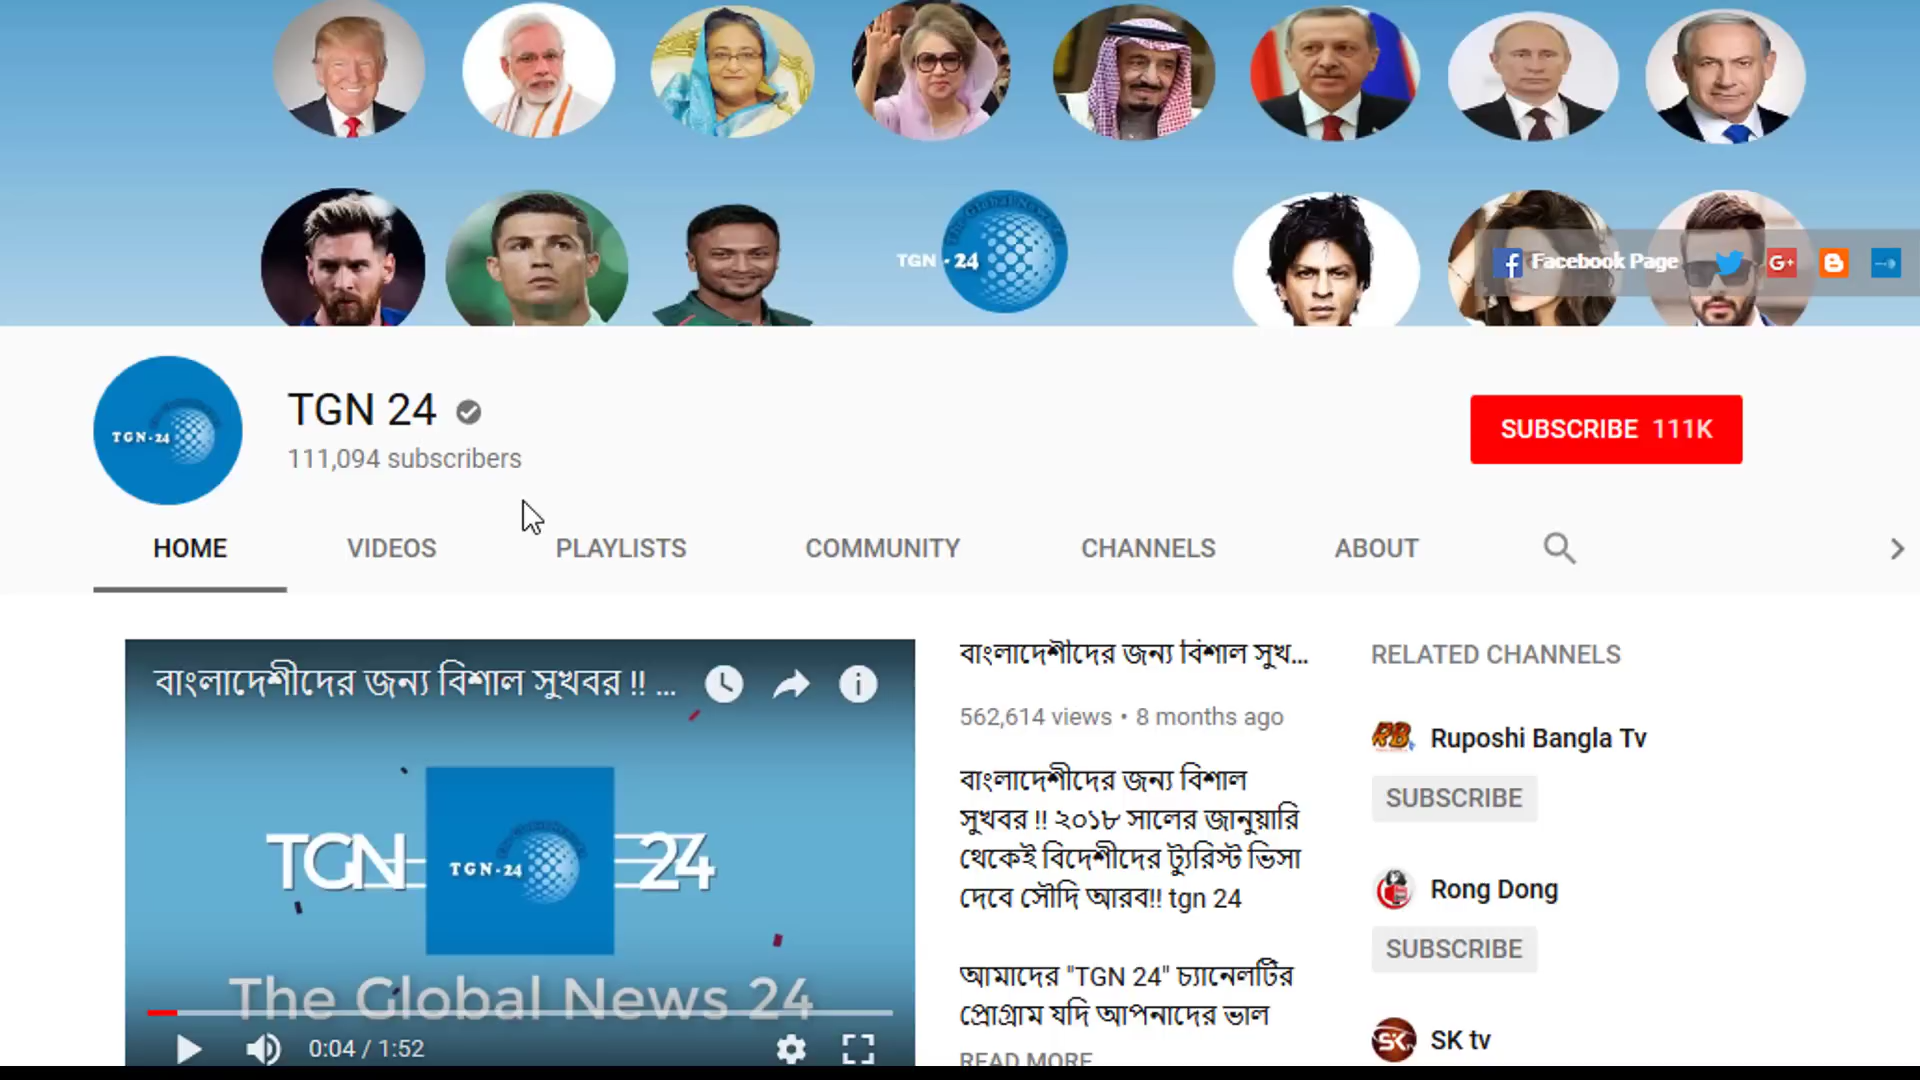 The Global News
TGN - 24
Facebook Page
TGN-24
TGN 24
111,094 subscribers
SUBSCRIBE 111K
HOME
VIDEOS
PLAYLISTS
COMMUNITY
CHANNELS
ABOUT
বাংলাদেশীদের জন্য বিশাল সুখবর !! ...
TGN
TGN-24
24
The Global News 24
0:04 / 1:52
বাংলাদেশীদের জন্য বিশাল সুখ...
562,614 views • 8 months ago
বাংলাদেশীদের জন্য বিশাল
সুখবর !! ২০১৮ সালের জানুয়ারি
থেকেই বিদেশীদের ট্যুরিস্ট ভিসা
দেবে সৌদি আরব!! tgn 24
আমাদের "TGN 24" চ্যানেলটির
প্রোগ্রাম যদি আপনাদের ভাল
READ MORE
RELATED CHANNELS
Ruposhi Bangla Tv
SUBSCRIBE
Rong Dong
SUBSCRIBE
SK tv